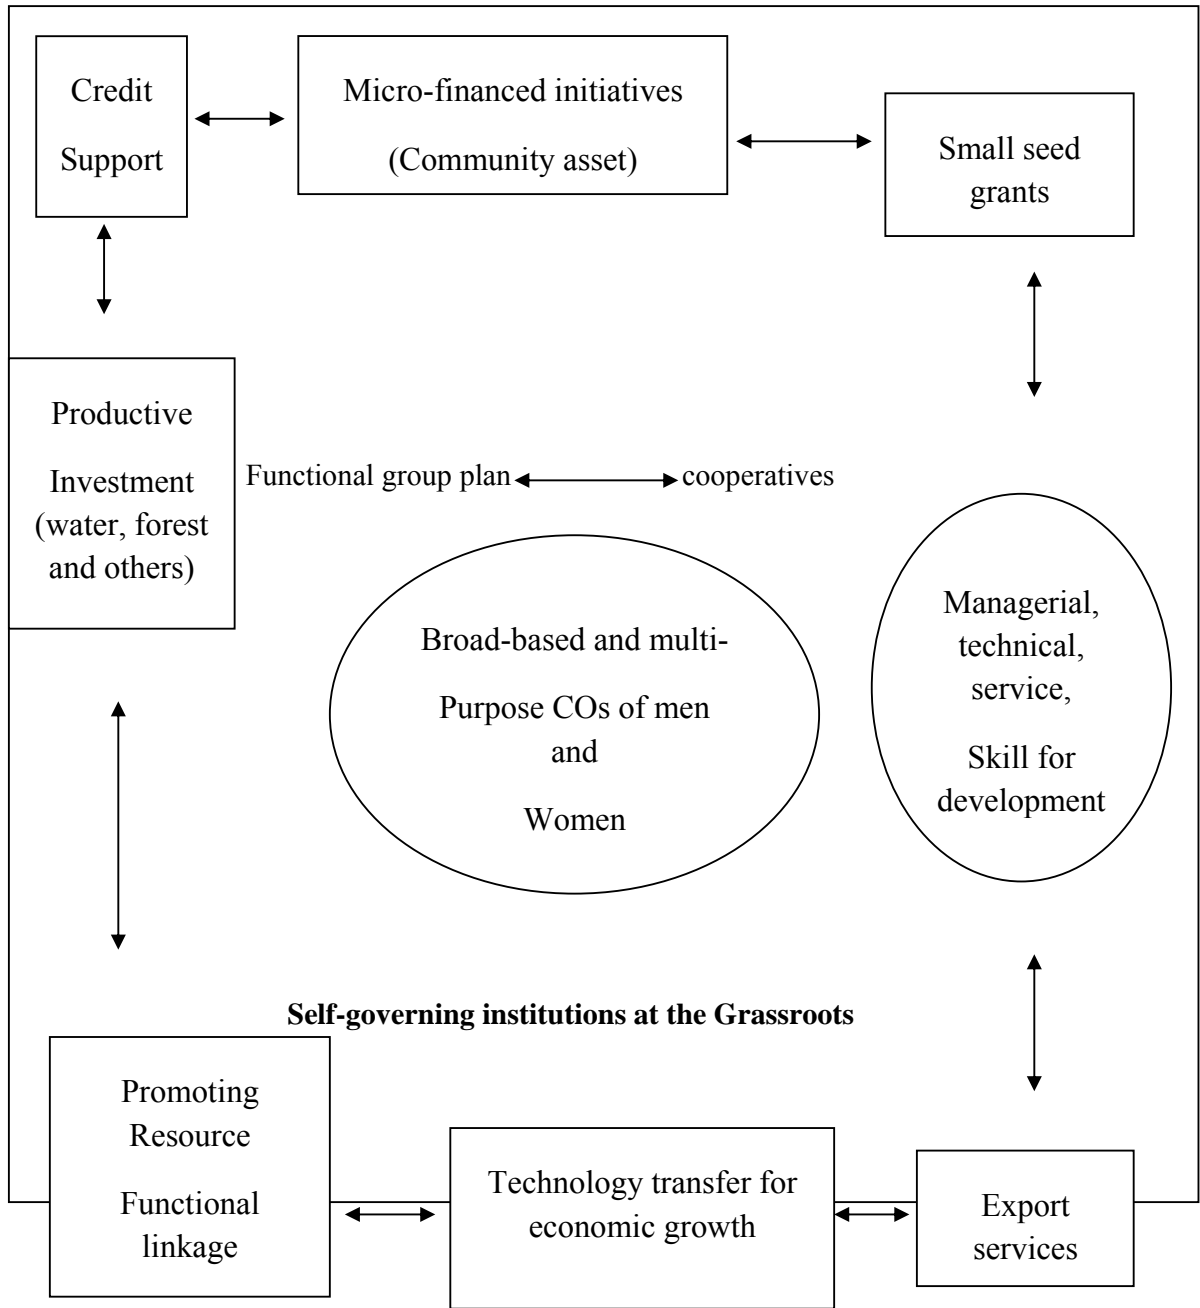 Credit
Support
Micro-financed initiatives
(Community asset)
Small seed
grants
Productive
Investment
(water, forest
and others)
Functional group plan
cooperatives
Broad-based and multi-
Purpose COs of men
and
Women
Managerial,
technical,
service,
Skill for
development
Self-governing institutions at the Grassroots
Promoting
Resource
Functional
linkage
Technology transfer for
economic growth
Export
services